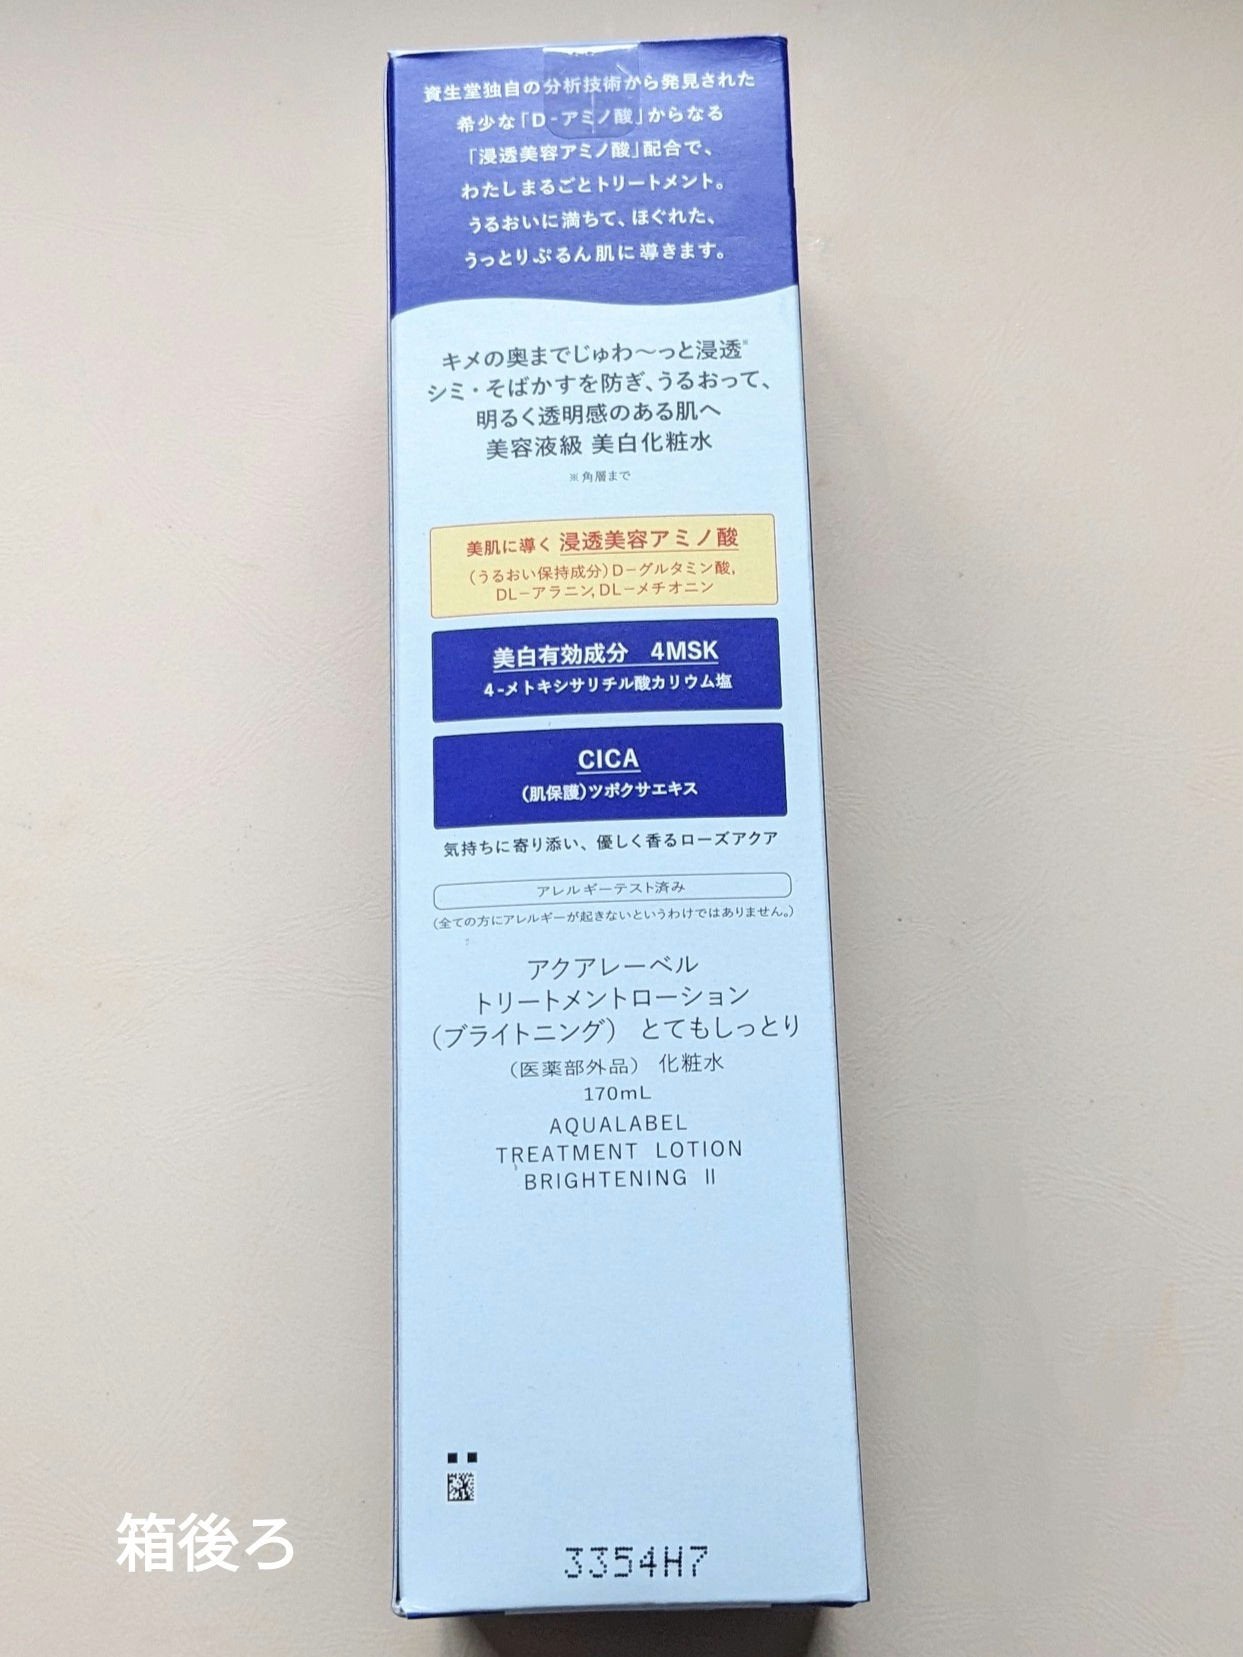 資生堂独自の分析技術から発見された
希少な「D-アミノ酸」からなる
「浸透美容アミノ酸」配合で、
わたしまるごとトリートメント。
うるおいに満ちて、ほぐれた、
うっとりぷるん肌に導きます。
キメの奥までじゅわ〜っと浸透※
シミ・そばかすを防ぎ、うるおって、
明るく透明感のある肌へ
美容液級 美白化粧水
※角層まで
美肌に導く 浸透美容アミノ酸
(うるおい保持成分)D-グルタミン酸,
DL-アラニン,DL-メチオニン
美白有効成分 4MSK
4-メトキシサリチル酸カリウム塩
CICA
(肌保護)ツボクサエキス
気持ちに寄り添い、優しく香るローズアクア
アレルギーテスト済み
(全ての方にアレルギーが起きないというわけではありません。)
アクアレーベル
トリートメントローション
(ブライトニング) とてもしっとり
(医薬部外品) 化粧水
170mL
AQUALABEL
TREATMENT LOTION
BRIGHTENING II
箱後ろ
3354H7